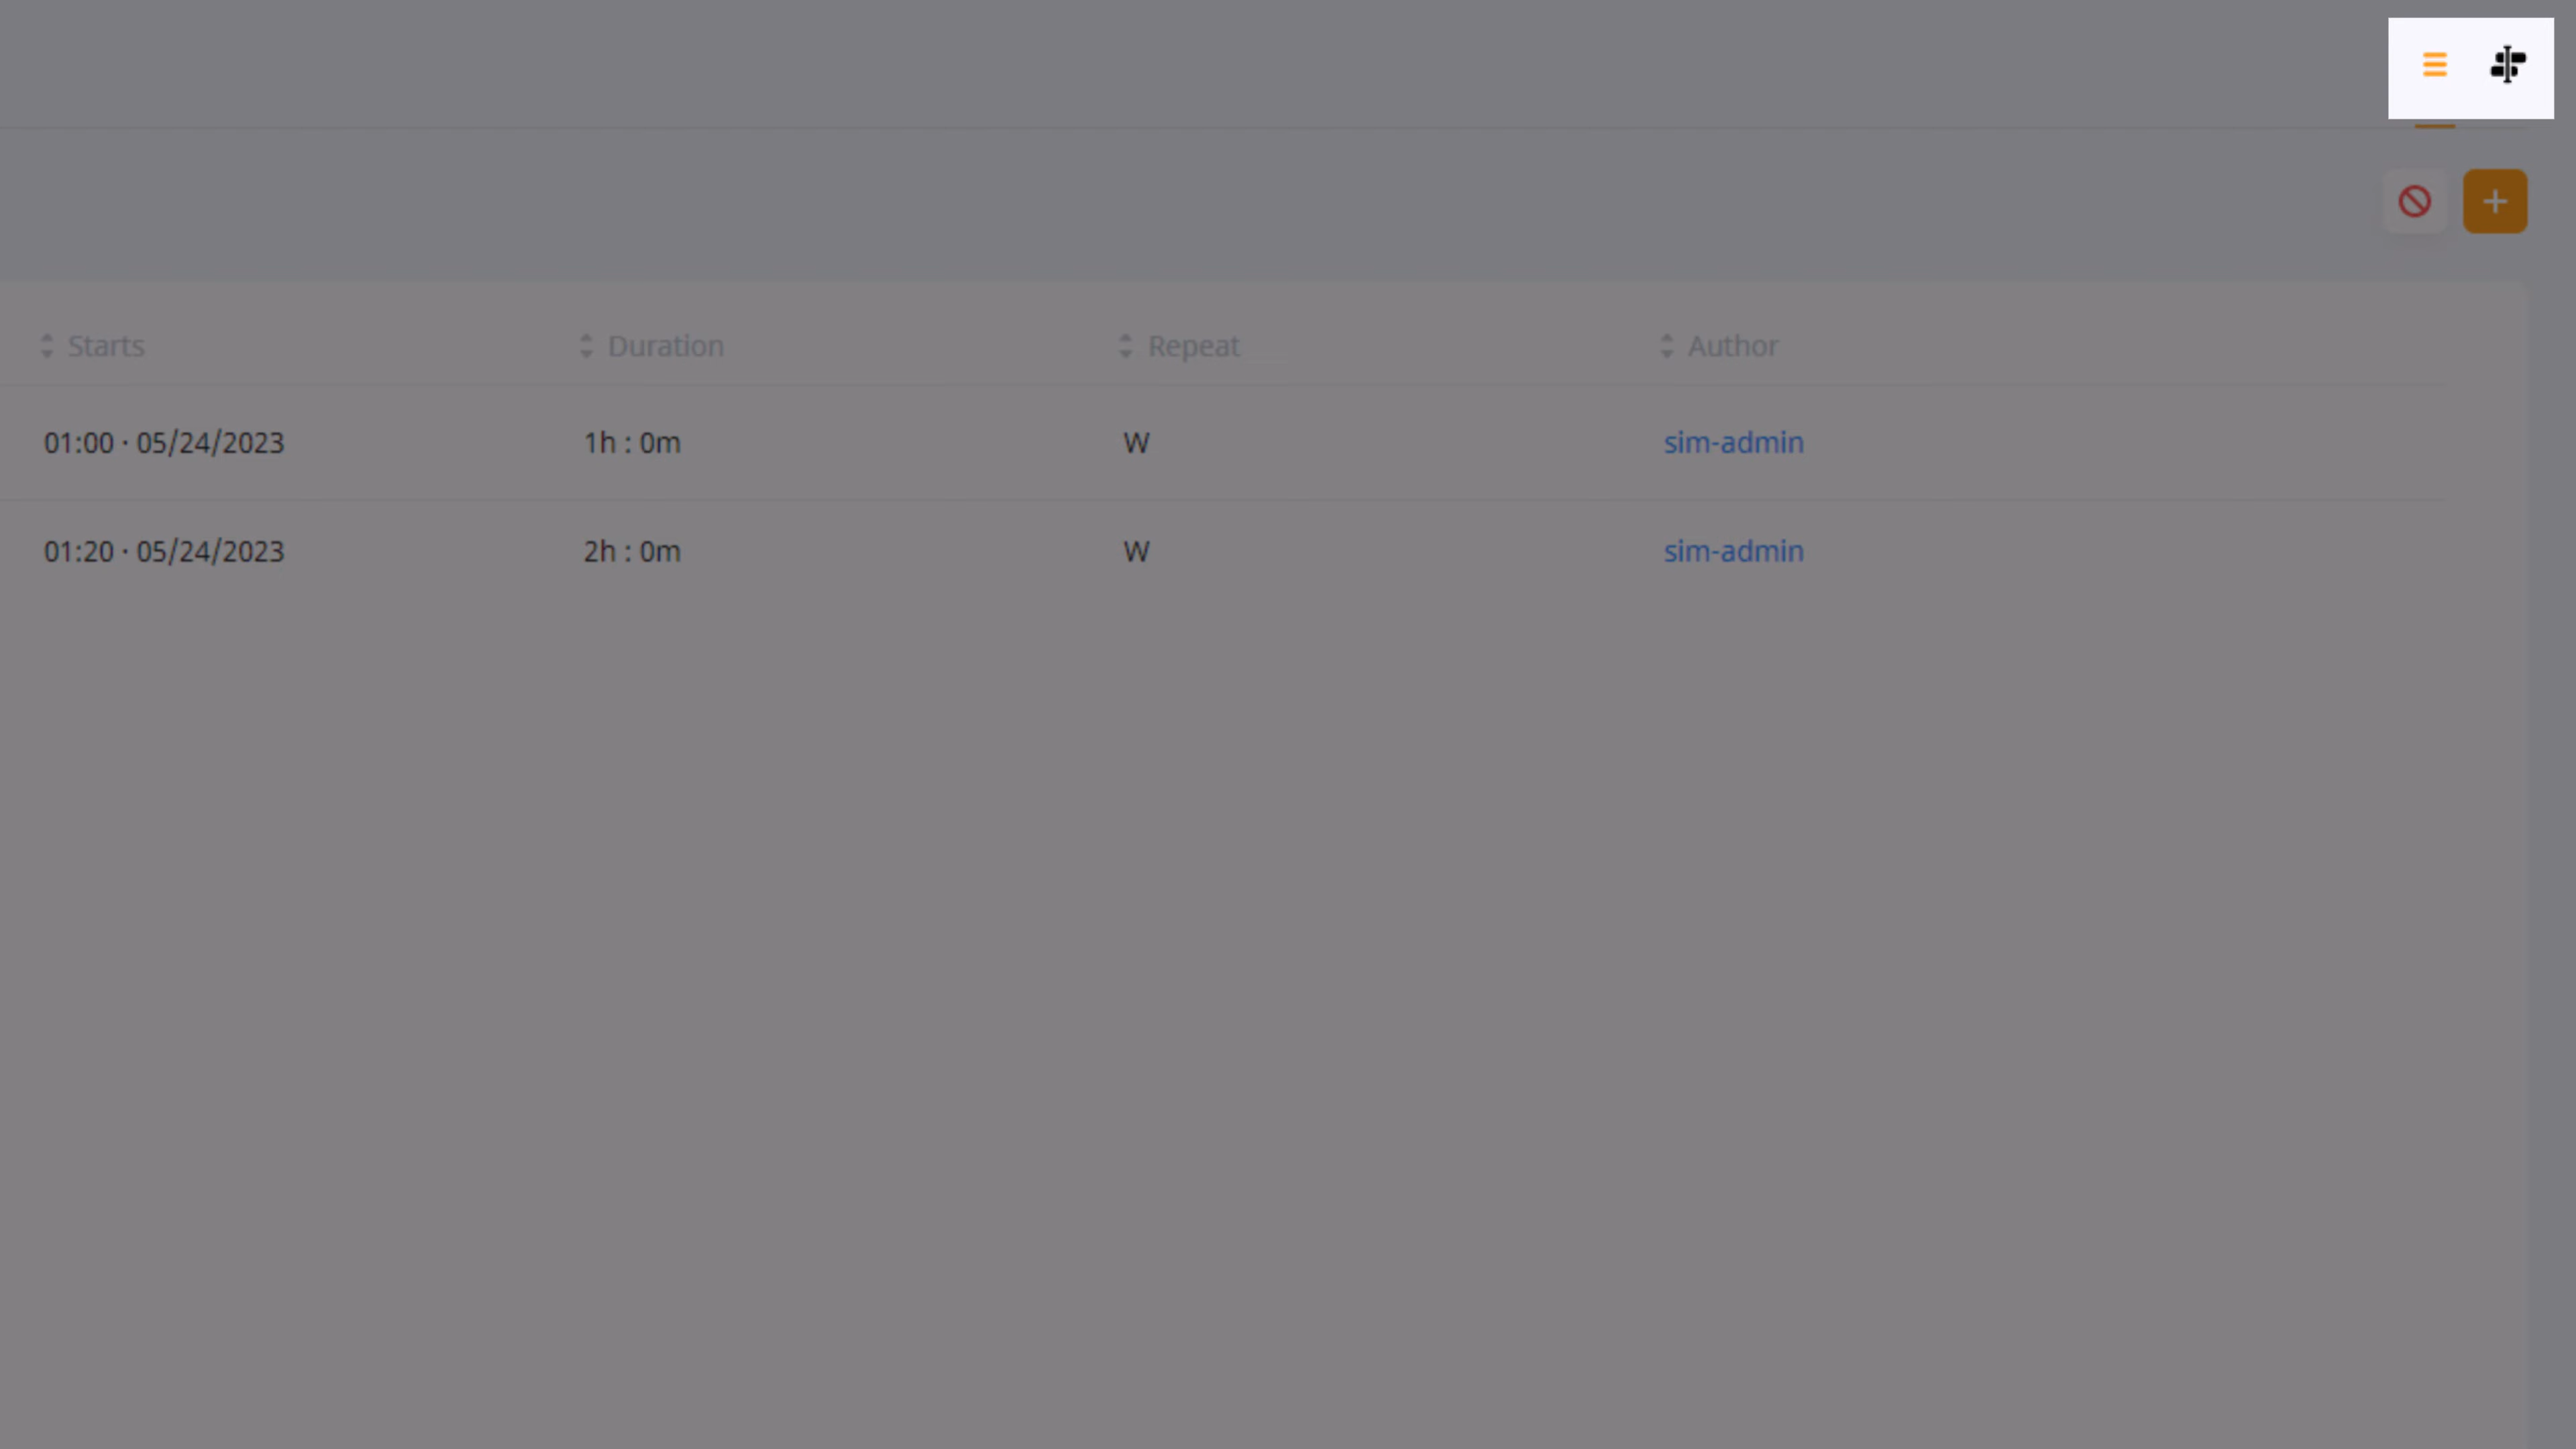 Starts Duration Repeat Author
01:00 · 05/24/2023 1h : 0m W sim-admin
01:20 · 05/24/2023 2h : 0m W sim-admin